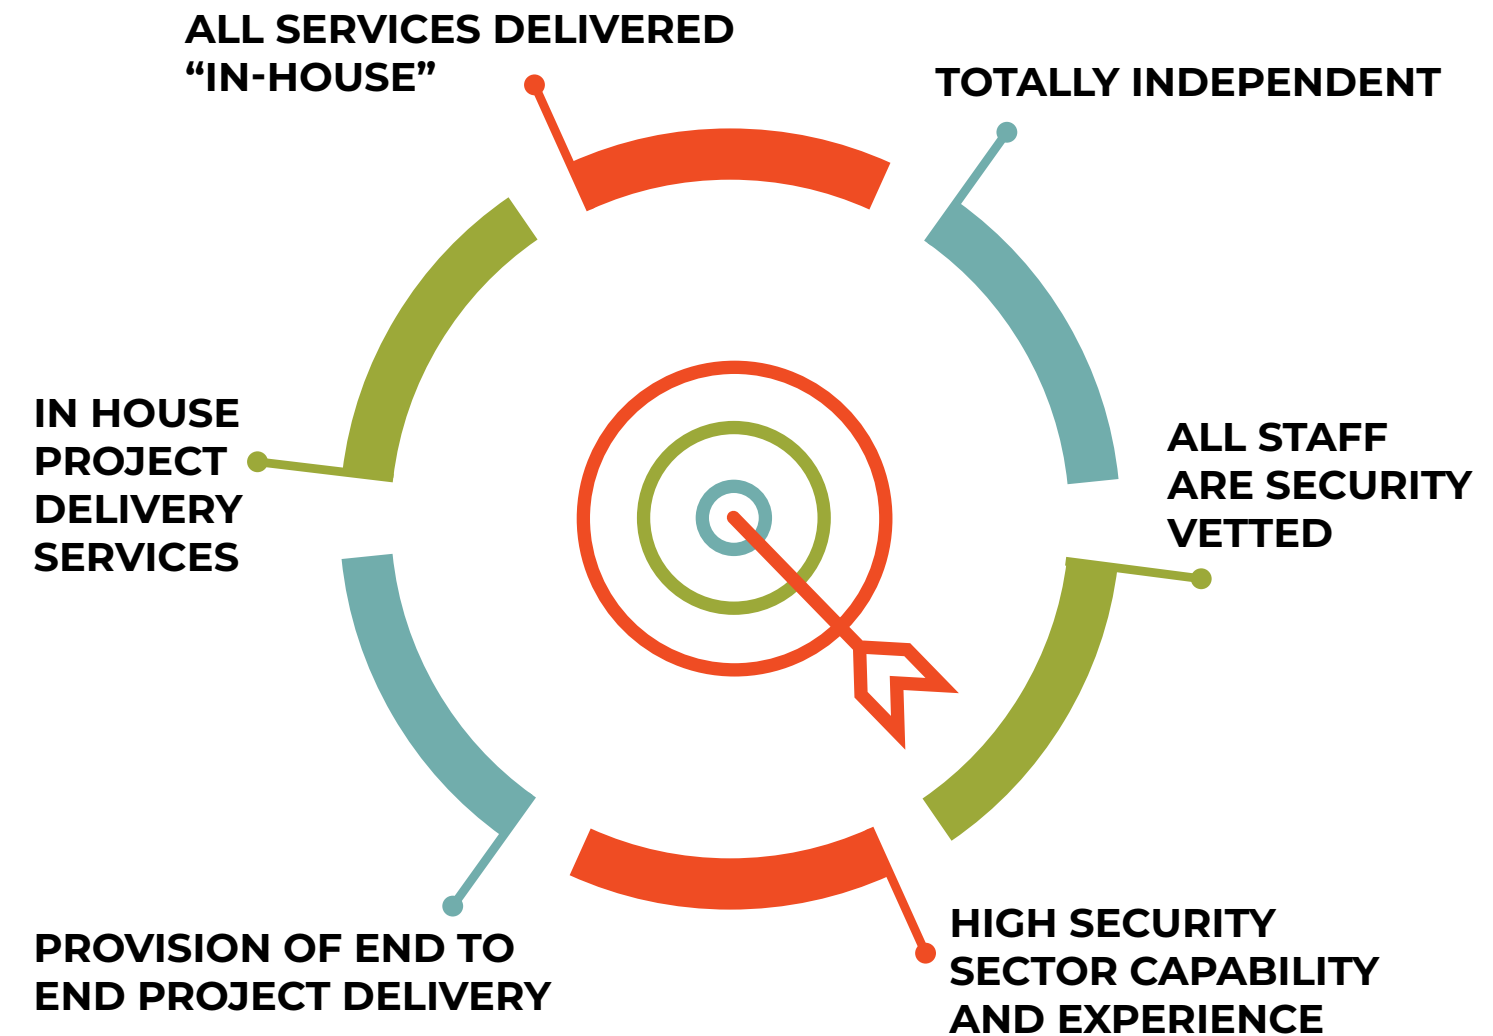 ALL SERVICES DELIVERED
“IN-HOUSE”
TOTALLY INDEPENDENT
IN HOUSE
PROJECT
DELIVERY
SERVICES
ALL STAFF
ARE SECURITY
VETTED
PROVISION OF END TO
END PROJECT DELIVERY
HIGH SECURITY
SECTOR CAPABILITY
AND EXPERIENCE